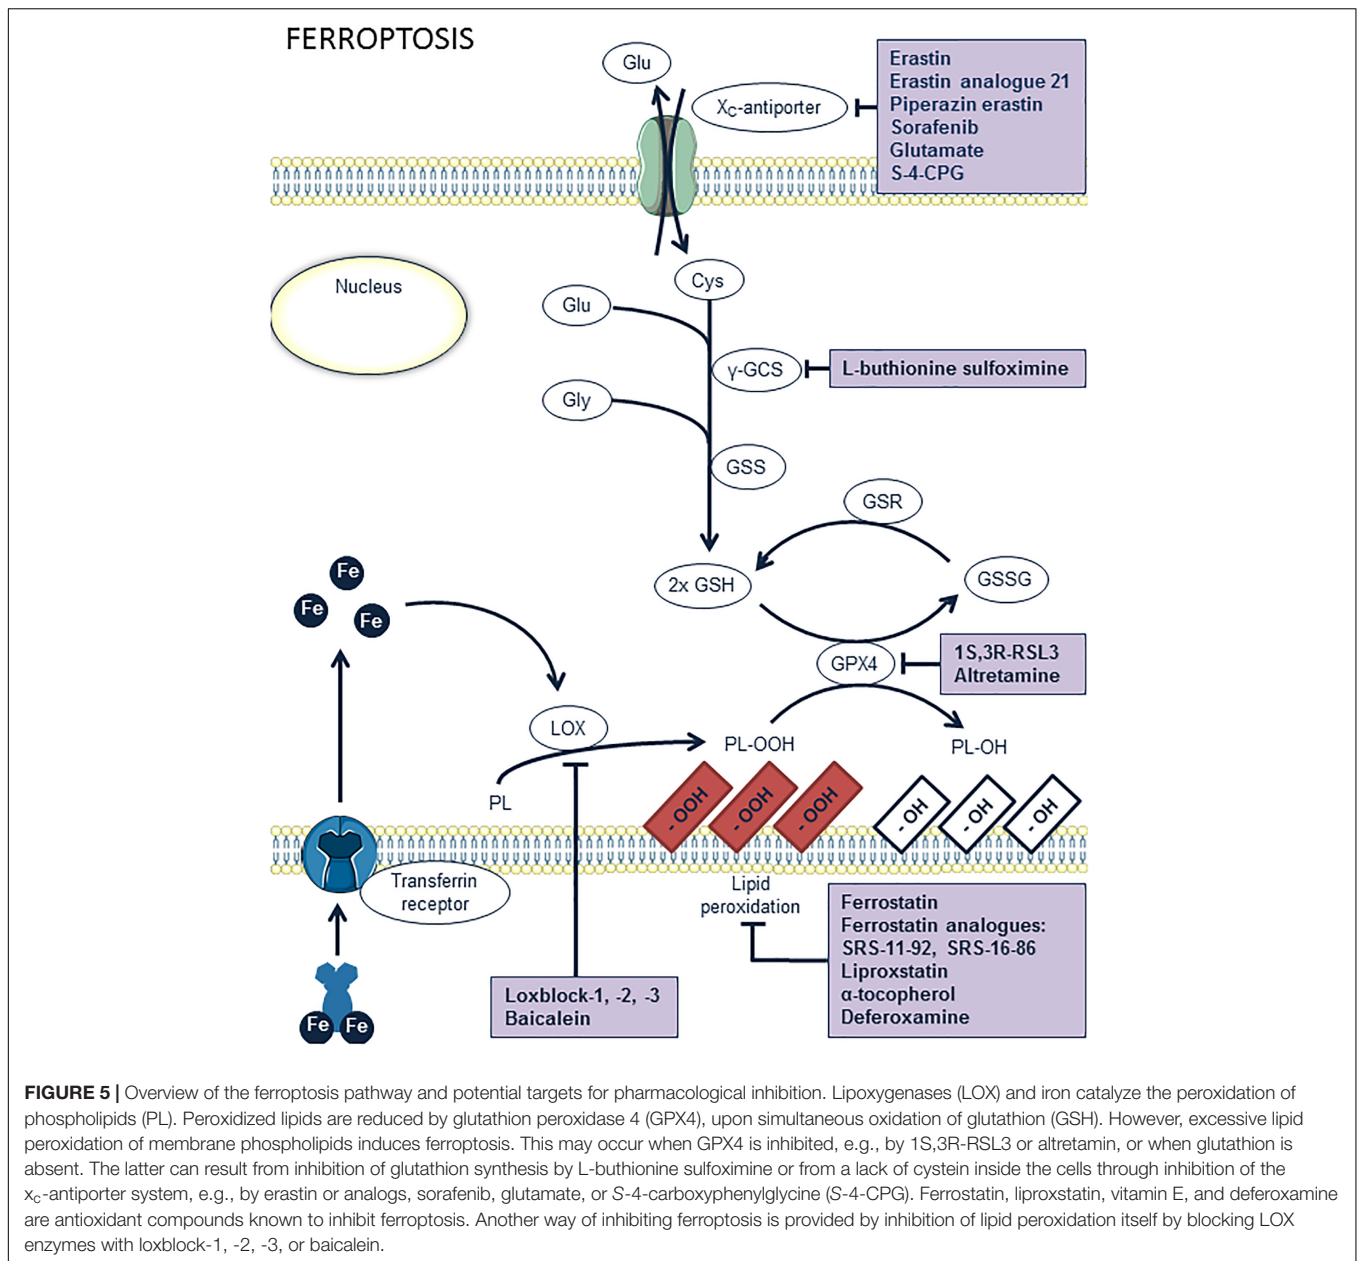 FERROPTOSIS
Glu
X_C-antiporter
Erastin
Erastin analogue 21
Piperazin erastin
Sorafenib
Glutamate
S-4-CPG
Nucleus
Cys
Glu
γ-GCS
L-buthionine sulfoximine
Gly
GSS
GSR
2x GSH
GSSG
Fe
Fe
Fe
GPX4
1S,3R-RSL3
Altretamine
LOX
PL-OOH
PL-OH
PL
- OOH
- OOH
- OOH
- OH
- OH
- OH
Transferrin
receptor
Lipid
peroxidation
Ferrostatin
Ferrostatin analogues:
SRS-11-92, SRS-16-86
Liproxstatin
α-tocopherol
Deferoxamine
Loxblock-1, -2, -3
Baicalein
Fe
Fe
FIGURE 5 | Overview of the ferroptosis pathway and potential targets for pharmacological inhibition. Lipoxygenases (LOX) and iron catalyze the peroxidation of
phospholipids (PL). Peroxidized lipids are reduced by glutathion peroxidase 4 (GPX4), upon simultaneous oxidation of glutathion (GSH). However, excessive lipid
peroxidation of membrane phospholipids induces ferroptosis. This may occur when GPX4 is inhibited, e.g., by 1S,3R-RSL3 or altretamin, or when glutathion is
absent. The latter can result from inhibition of glutathion synthesis by L-buthionine sulfoximine or from a lack of cystein inside the cells through inhibition of the
x_c-antiporter system, e.g., by erastin or analogs, sorafenib, glutamate, or S-4-carboxyphenylglycine (S-4-CPG). Ferrostatin, liproxstatin, vitamin E, and deferoxamine
are antioxidant compounds known to inhibit ferroptosis. Another way of inhibiting ferroptosis is provided by inhibition of lipid peroxidation itself by blocking LOX
enzymes with loxblock-1, -2, -3, or baicalein.